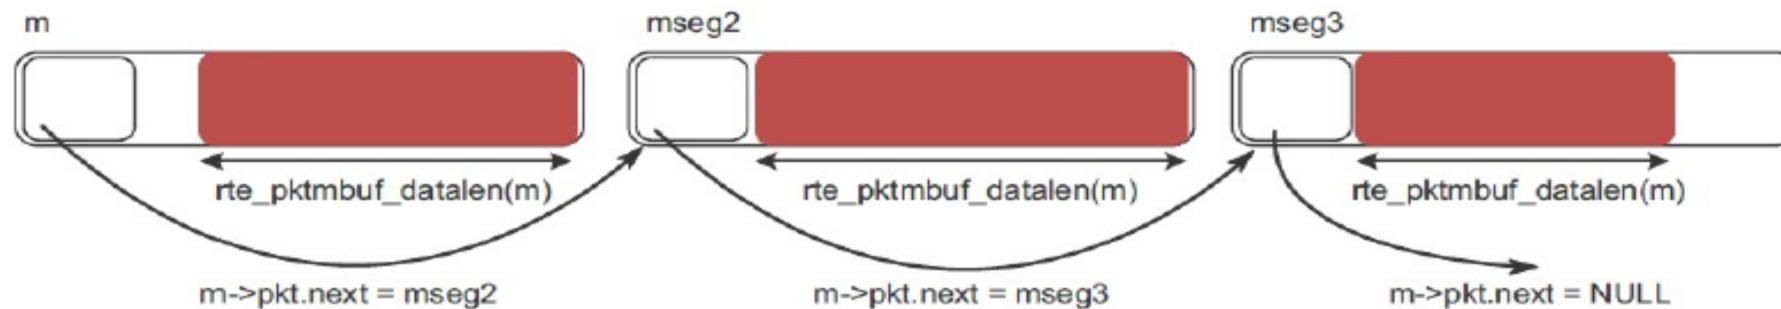 m
mseg2
mseg3
rte_pktmbuf_datalen(m)
rte_pktmbuf_datalen(m)
rte_pktmbuf_datalen(m)
m->pkt.next = mseg2
m->pkt.next = mseg3
m->pkt.next = NULL